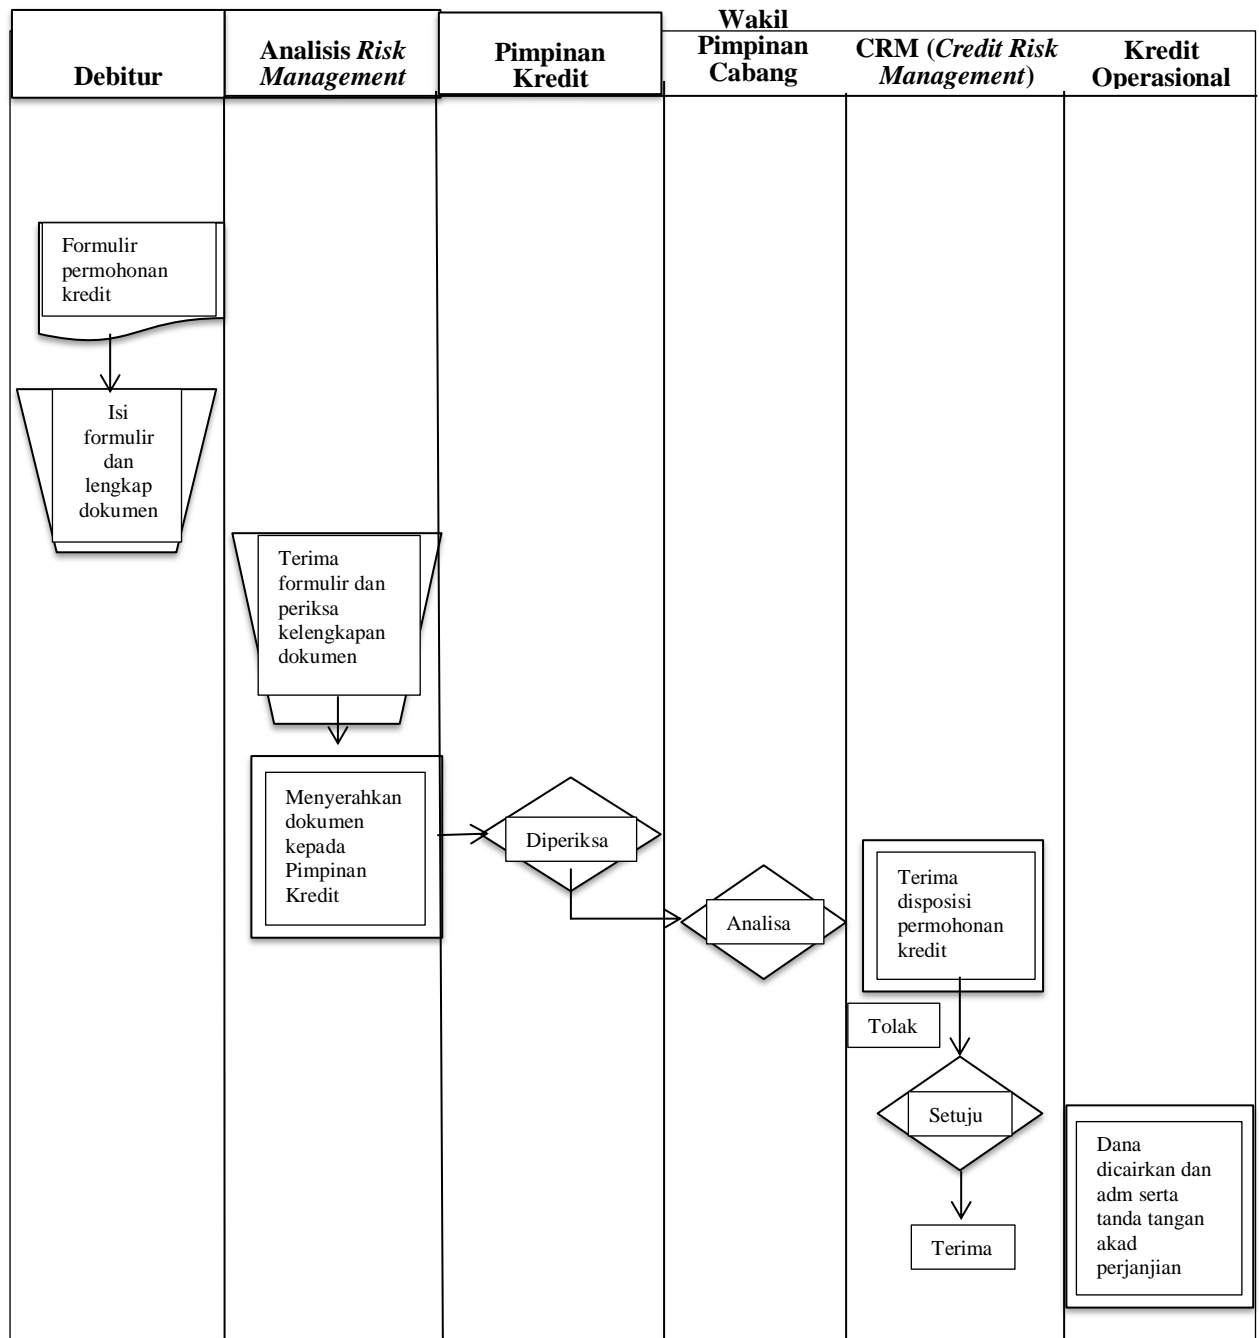 Debitur
Analisis Risk
Management
Pimpinan
Kredit
Wakil
Pimpinan
Cabang
CRM (Credit Risk
Management)
Kredit
Operasional
Formulir
permohonan
kredit
Isi
formulir
dan
lengkap
dokumen
Terima
formulir dan
periksa
kelengkapan
dokumen
Menyerahkan
dokumen
kepada
Pimpinan
Kredit
Diperiksa
Analisa
Terima
disposisi
permohonan
kredit
Tolak
Setuju
Terima
Dana
dicairkan dan
adm serta
tanda tangan
akad
perjanjian